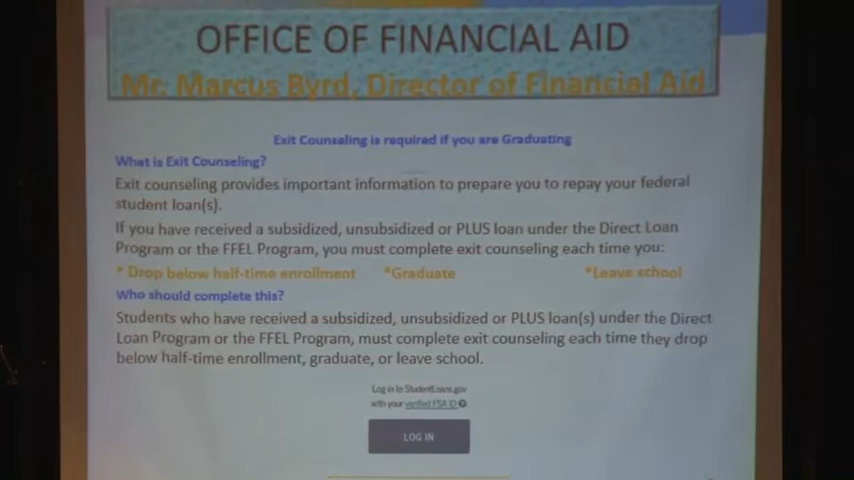 OFFICE OF FINANCIAL AID
Mr. Marcus Byrd, Director of Financial Aid
Exit Counseling is required if you are Graduating
What is Exit Counseling?
Exit counseling provides important information to prepare you to repay your federal
student loan(s).
If you have received a subsidized, unsubsidized or PLUS loan under the Direct Loan
Program or the FFEL Program, you must complete exit counseling each time you:
* Drop below half-time enrollment *Graduate *Leave school
Who should complete this?
Students who have received a subsidized, unsubsidized or PLUS loan(s) under the Direct
Loan Program or the FFEL Program, must complete exit counseling each time they drop
below half-time enrollment, graduate, or leave school.
Log in to StudentLoans.gov
with your verified FSA ID ?
LOG IN